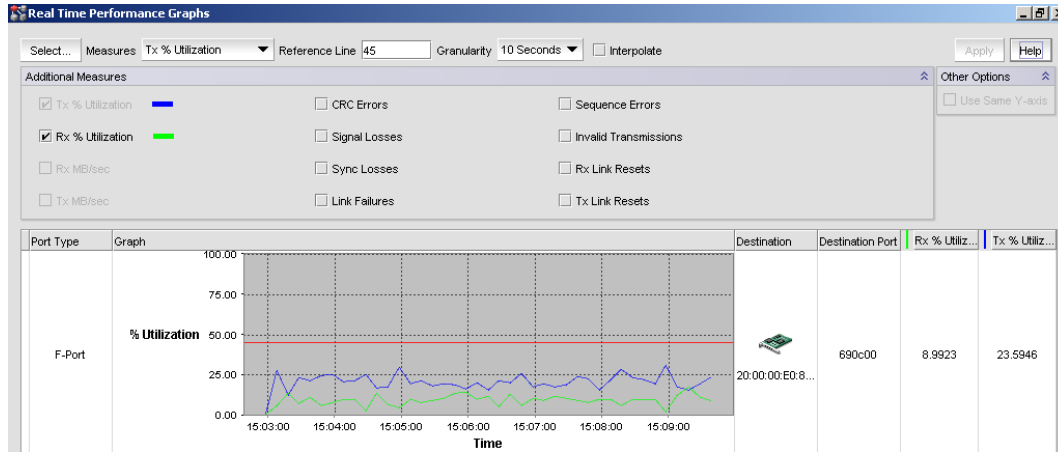 Real Time Performance Graphs
Select... Measures Tx % Utilization Reference Line 45 Granularity 10 Seconds Interpolate Apply Help
Additional Measures Other Options
Tx % Utilization CRC Errors Sequence Errors Use Same Y-axis
Rx % Utilization Signal Losses Invalid Transmissions
Rx MB/sec Sync Losses Rx Link Resets
Tx MB/sec Link Failures Tx Link Resets
Port Type Graph Destination Destination Port Rx % Utiliz... Tx % Utiliz...
100.00
75.00
% Utilization 50.00
F-Port 690c00 8.9923 23.5946
25.00 20:00:00:E0:8...
0.00
15:03:00 15:04:00 15:05:00 15:06:00 15:07:00 15:08:00 15:09:00
Time